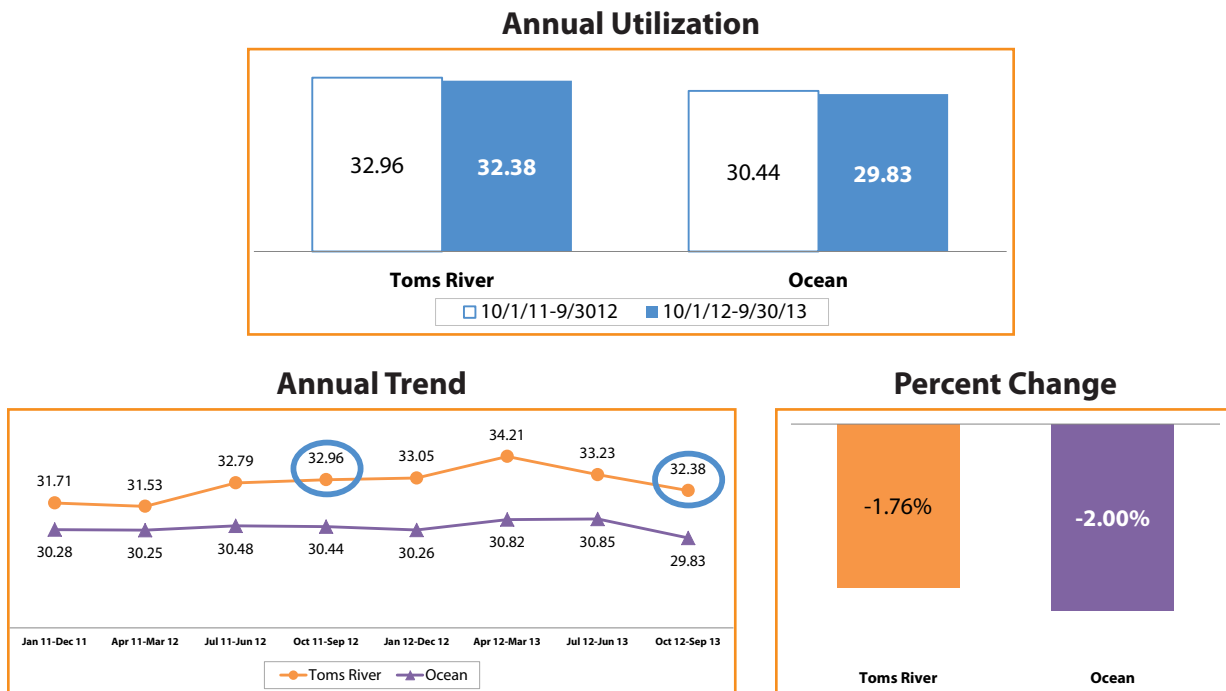 Annual Utilization
32.96 32.38 30.44 29.83
Toms River Ocean
10/1/11-9/3012 10/1/12-9/30/13
Annual Trend
31.71 31.53 32.79 32.96 33.05 34.21 33.23 32.38
30.28 30.25 30.48 30.44 30.26 30.82 30.85 29.83
Jan 11-Dec 11 Apr 11-Mar 12 Jul 11-Jun 12 Oct 11-Sep 12 Jan 12-Dec 12 Apr 12-Mar 13 Jul 12-Jun 13 Oct 12-Sep 13
Toms River Ocean
Percent Change
-1.76% -2.00%
Toms River Ocean